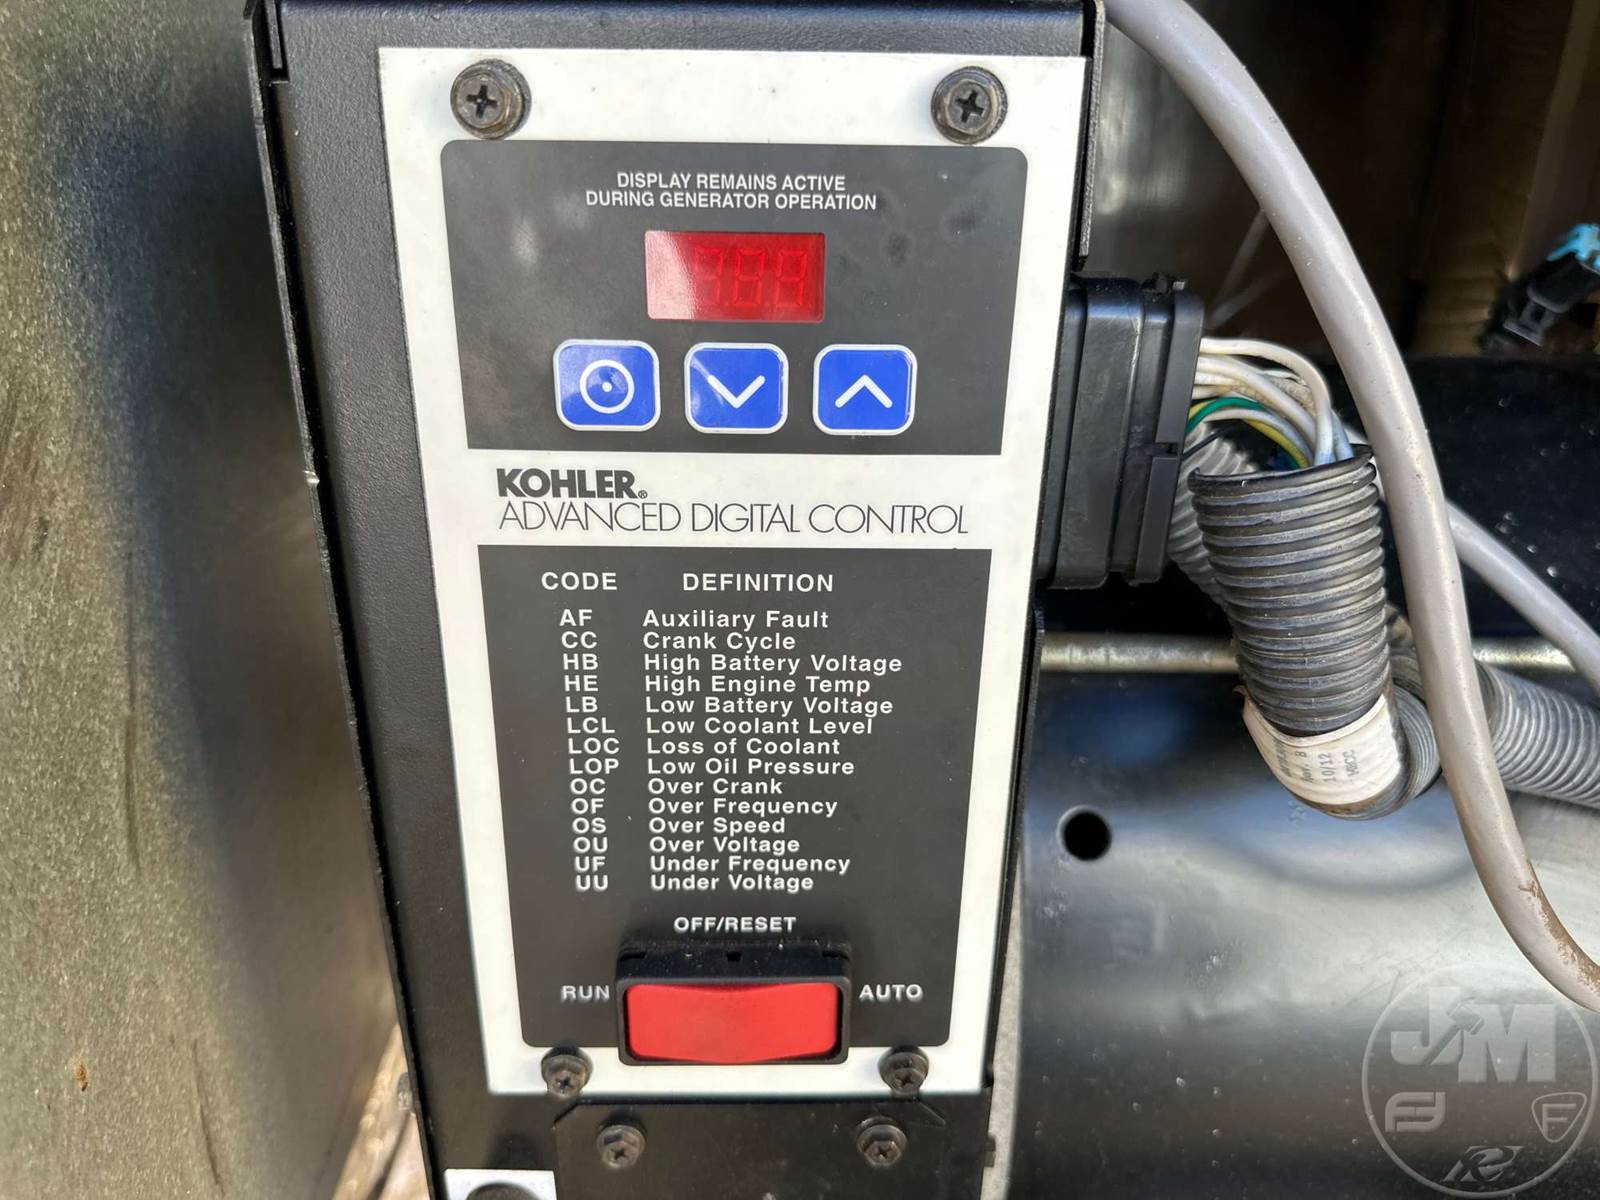 DISPLAY REMAINS ACTIVE
DURING GENERATOR OPERATION
KOHLER®
ADVANCED DIGITAL CONTROL
CODE DEFINITION
AF Auxiliary Fault
CC Crank Cycle
HB High Battery Voltage
HE High Engine Temp
LB Low Battery Voltage
LCL Low Coolant Level
LOC Loss of Coolant
LOP Low Oil Pressure
OC Over Crank
OF Over Frequency
OS Over Speed
OU Over Voltage
UF Under Frequency
UU Under Voltage
OFF/RESET
RUN AUTO
10/12
JM